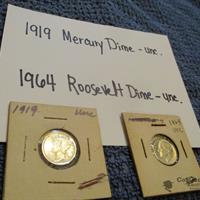 1919 Mercury Dime - unc.
1964 Roosevelt Dime - unc.
1919 Unc
1964